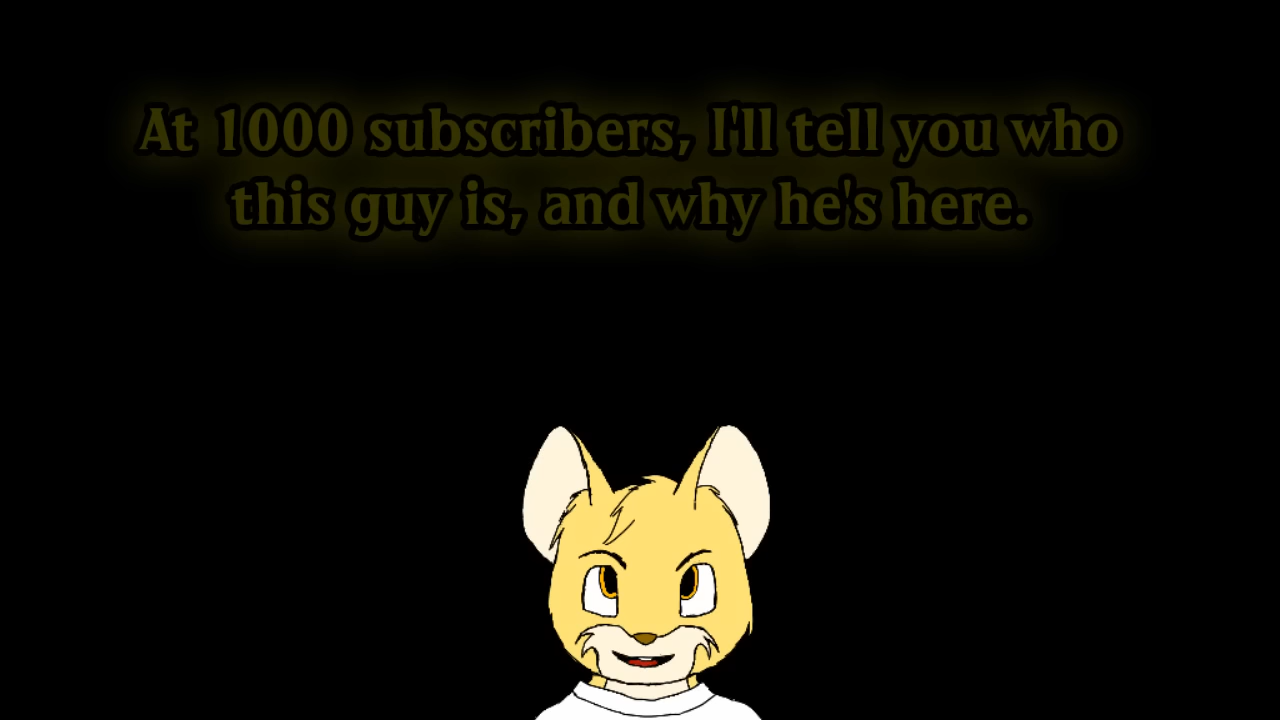 At 1000 subscribers, I'll tell you who
this guy is, and why he's here.